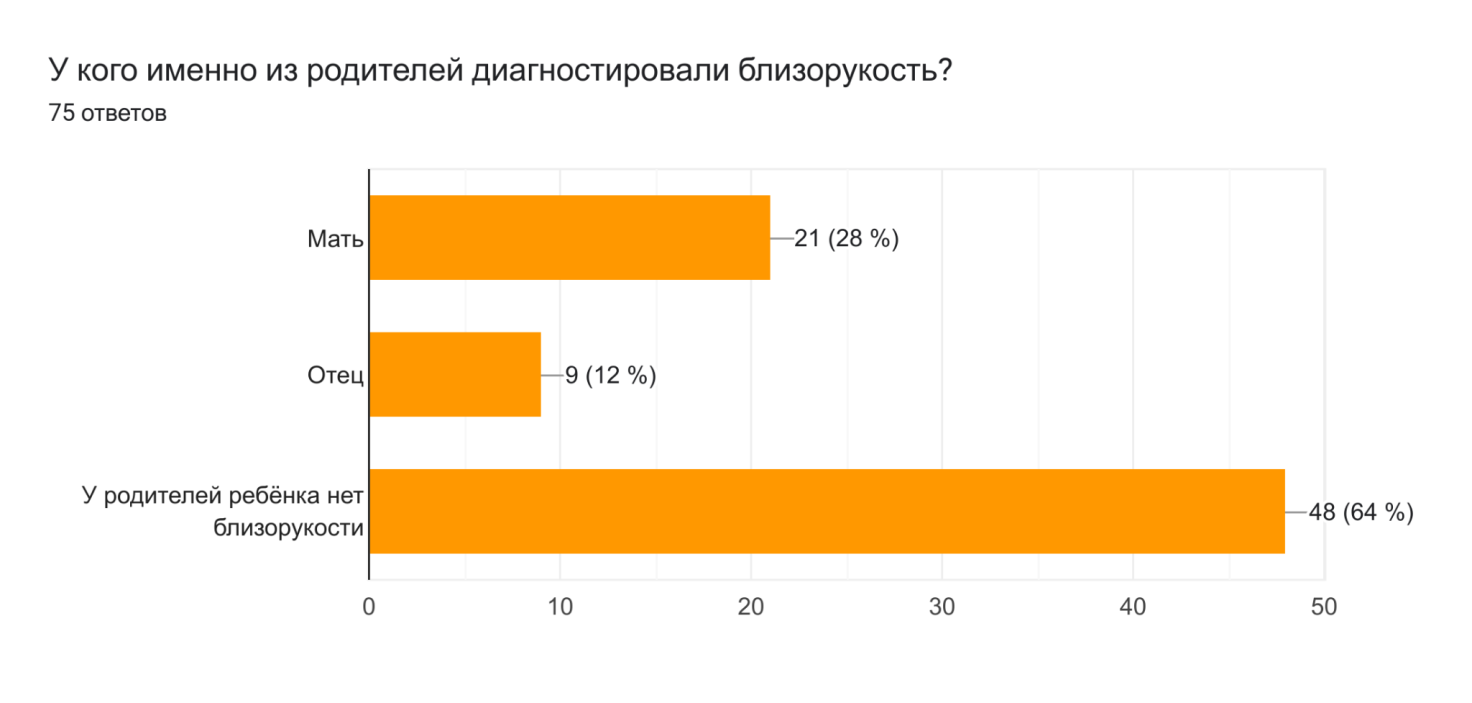 У кого именно из родителей диагностировали близорукость?
75 ответов
Мать
21 (28 %)
Отец
9 (12 %)
У родителей ребёнка нет
близорукости
48 (64 %)
0
10
20
30
40
50